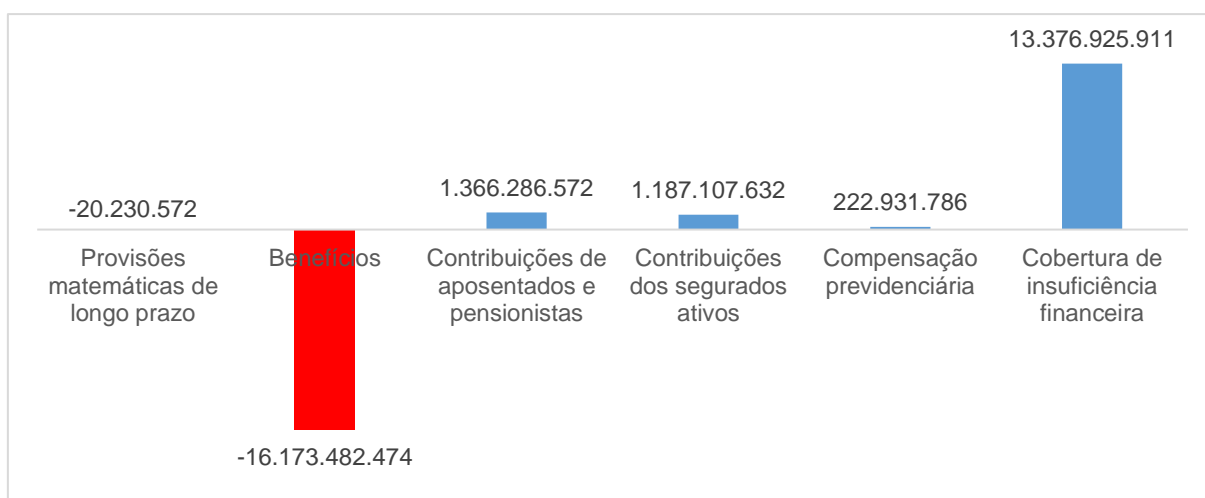 13.376.925.911
1.366.286.572
1.187.107.632
222.931.786
-20.230.572
Provisões
matemáticas de
longo prazo
Benefícios
Contribuições de
aposentados e
pensionistas
Contribuições
dos segurados
ativos
Compensação
previdenciária
Cobertura de
insuficiência
financeira
-16.173.482.474